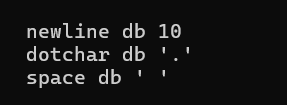 newline db 10
dotchar db '.'
space db ' '